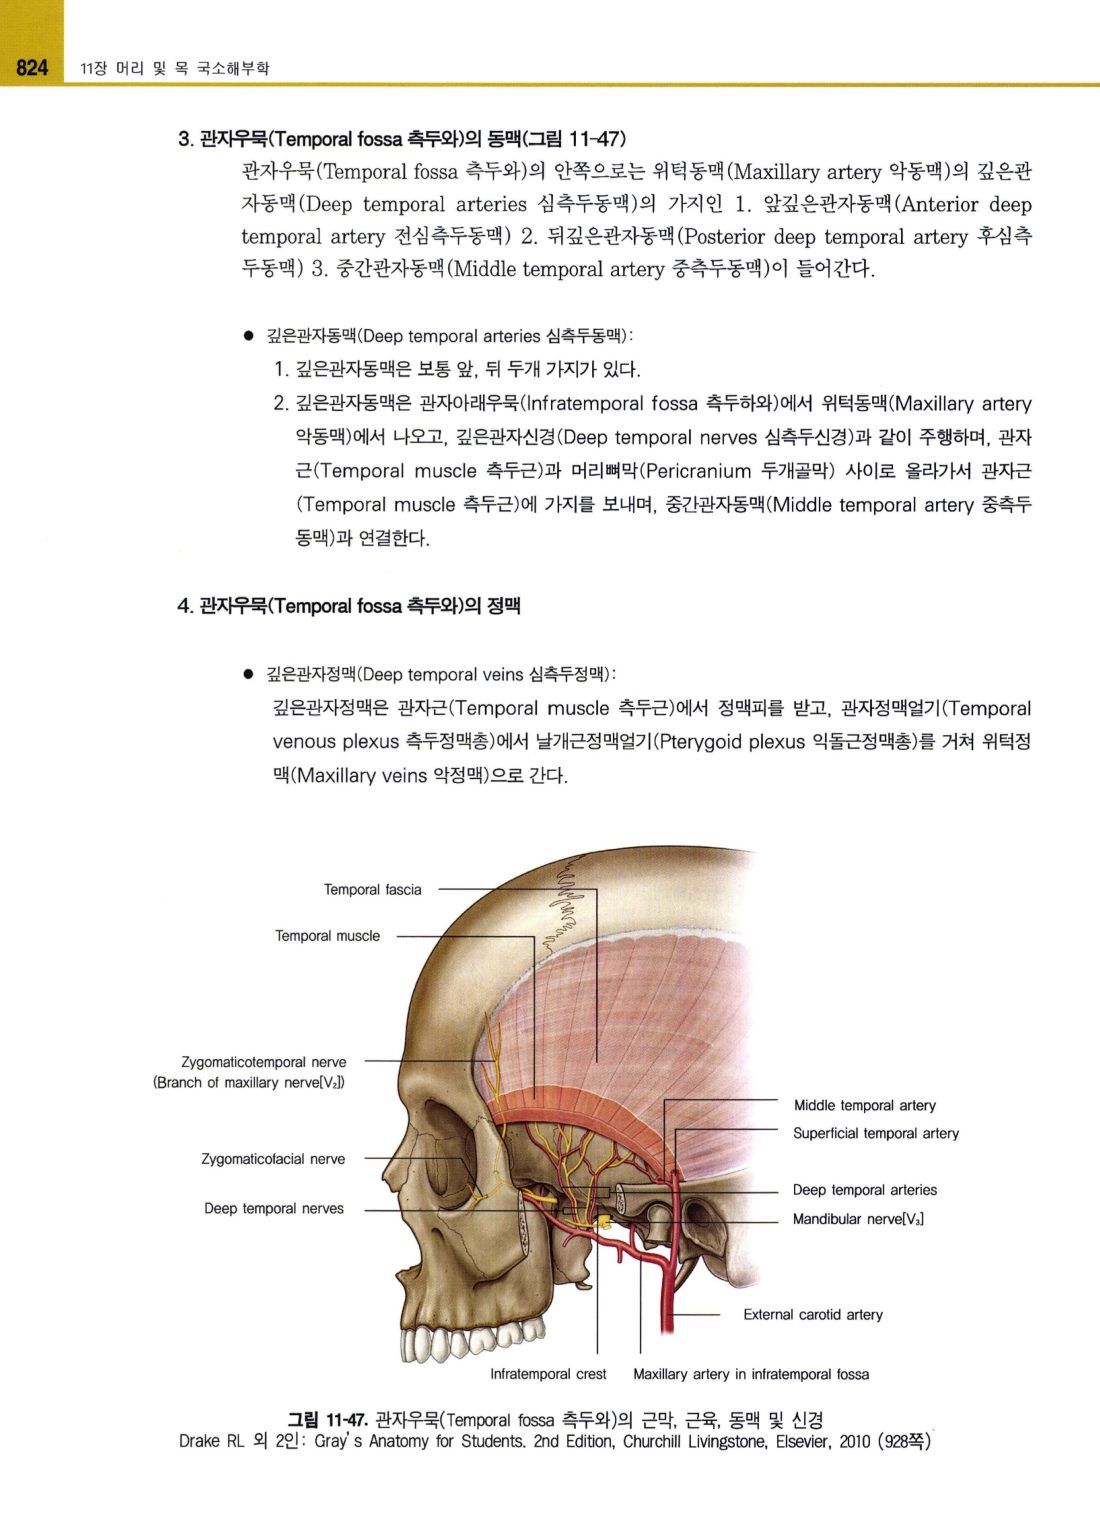 824
11장 머리 및 목 국소해부학
3. 관자우묵(Temporal fossa 측두와)의 동맥(그림 11-47)
관자우묵(Temporal fossa 측두와)의 안쪽으로는 위턱동맥(Maxillary artery 악동맥)의 깊은관
자동맥(Deep temporal arteries 심측두동맥)의 가지인 1. 앞깊은관자동맥(Anterior deep
temporal artery 전심측두동맥) 2. 뒤깊은관자동맥(Posterior deep temporal artery 후심측
두동맥) 3. 중간관자동맥(Middle temporal artery 중측두동맥)이 들어간다.
● 깊은관자동맥(Deep temporal arteries 심측두동맥):
1. 깊은관자동맥은 보통 앞, 뒤 두개 가지가 있다.
2. 깊은관자동맥은 관자아래우묵(Infratemporal fossa 측두하와)에서 위턱동맥(Maxillary artery
악동맥)에서 나오고, 깊은관자신경(Deep temporal nerves 심측두신경)과 같이 주행하며, 관자
근(Temporal muscle 측두근)과 머리뼈막(Pericranium 두개골막) 사이로 올라가서 관자근
(Temporal muscle 측두근)에 가지를 보내며, 중간관자동맥(Middle temporal artery 중측두
동맥)과 연결한다.
4. 관자우묵(Temporal fossa 측두와)의 정맥
● 깊은관자정맥(Deep temporal veins 심측두정맥):
깊은관자정맥은 관자근(Temporal muscle 측두근)에서 정맥피를 받고, 관자정맥얼기(Temporal
venous plexus 측두정맥총)에서 날개근정맥얼기(Pterygoid plexus 익돌근정맥총)를 거쳐 위턱정
맥(Maxillary veins 악정맥)으로 간다.
Temporal fascia
Temporal muscle
Zygomaticotemporal nerve
(Branch of maxillary nerve[V₂])
Middle temporal artery
Superficial temporal artery
Zygomaticofacial nerve
Deep temporal nerves
Deep temporal arteries
Mandibular nerve[V₃]
External carotid artery
Infratemporal crest
Maxillary artery in infratemporal fossa
그림 11-47. 관자우묵(Temporal fossa 측두와)의 근막, 근육, 동맥 및 신경
Drake RL 외 2인: Gray's Anatomy for Students. 2nd Edition, Churchill Livingstone, Elsevier, 2010 (928쪽)